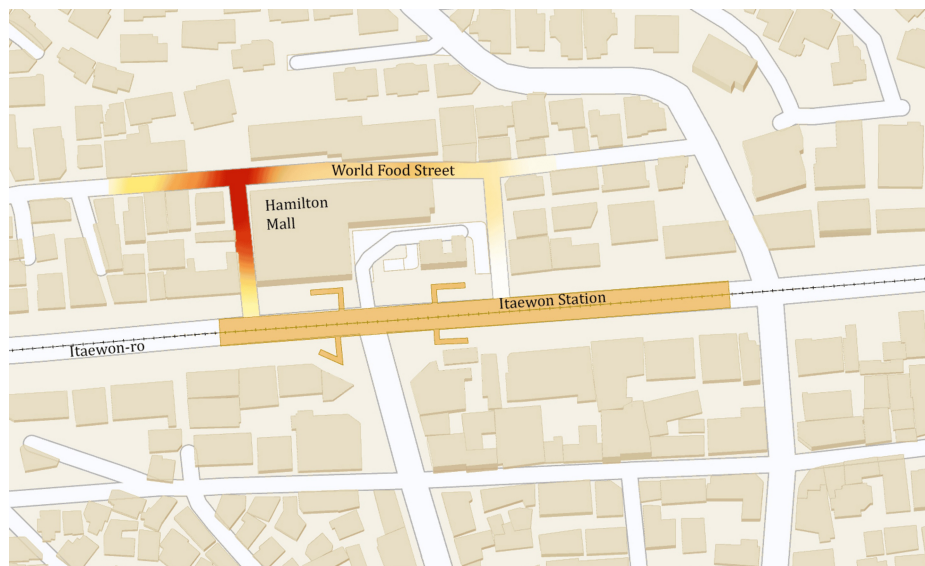 World Food Street
Hamilton
Mall
Itaewon Station
Itaewon-ro